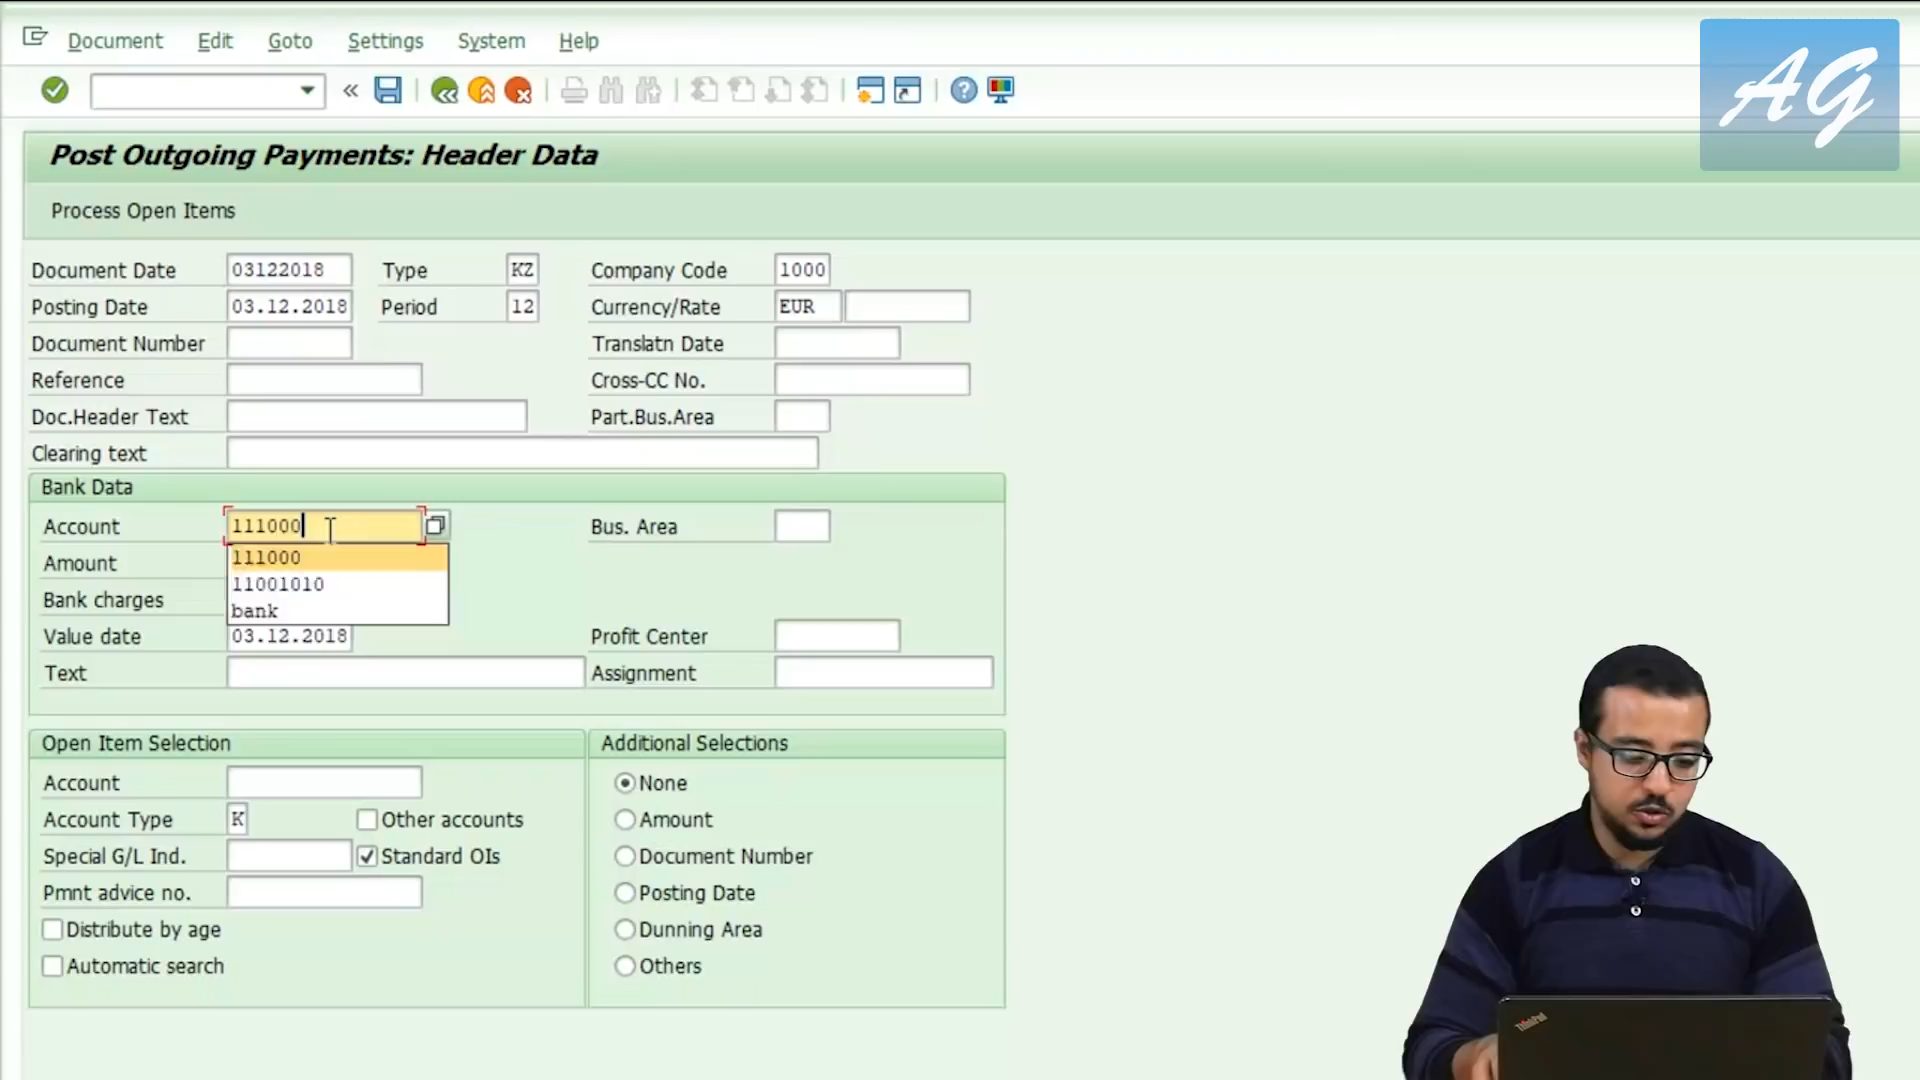 Document Edit Goto Settings System Help
AG
Post Outgoing Payments: Header Data
Process Open Items
Document Date 03122018 Type KZ Company Code 1000
Posting Date 03.12.2018 Period 12 Currency/Rate EUR
Document Number Translatn Date
Reference Cross-CC No.
Doc.Header Text Part.Bus.Area
Clearing text
Bank Data
Account 111000 Bus. Area
111000
Amount
11001010
Bank charges
bank
Value date 03.12.2018 Profit Center
Text Assignment
Open Item Selection Additional Selections
Account None
Account Type K Other accounts Amount
Special G/L Ind. Standard OIs Document Number
Pmnt advice no. Posting Date
Distribute by age Dunning Area
Automatic search Others
ThinkPad